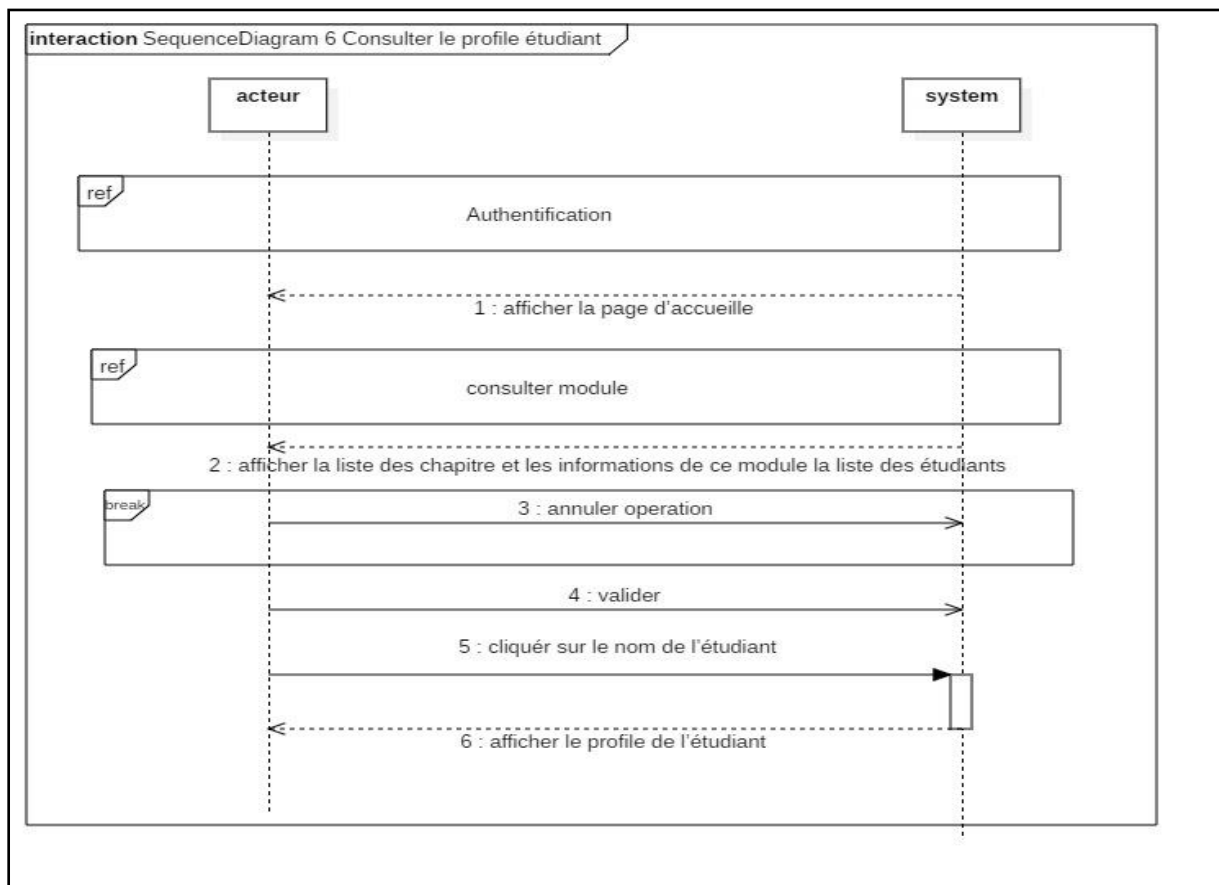 interaction SequenceDiagram 6 Consulter le profile étudiant
acteur
system
ref
Authentification
1 : afficher la page d'accueille
ref
consulter module
2 : afficher la liste des chapitre et les informations de ce module la liste des étudiants
break
3 : annuler operation
4 : valider
5 : cliquér sur le nom de l'étudiant
6 : afficher le profile de l'étudiant